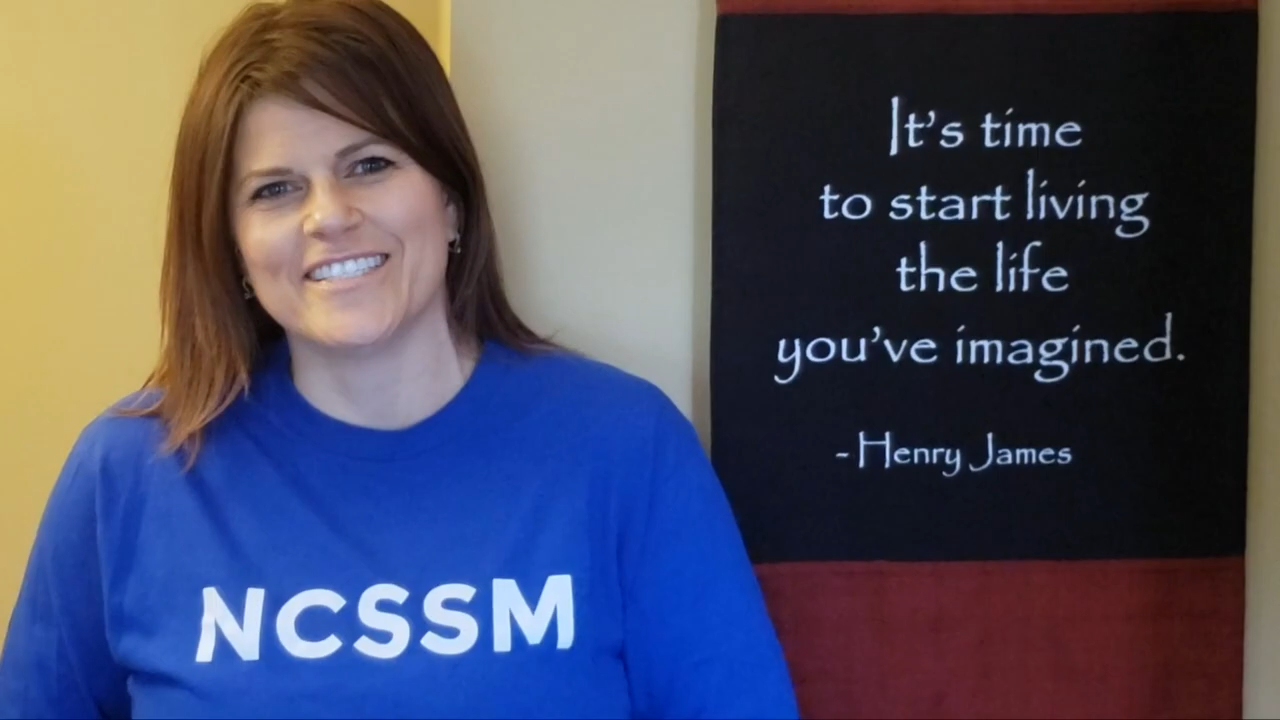 NCSSM
It's time
to start living
the life
you've imagined.
- Henry James